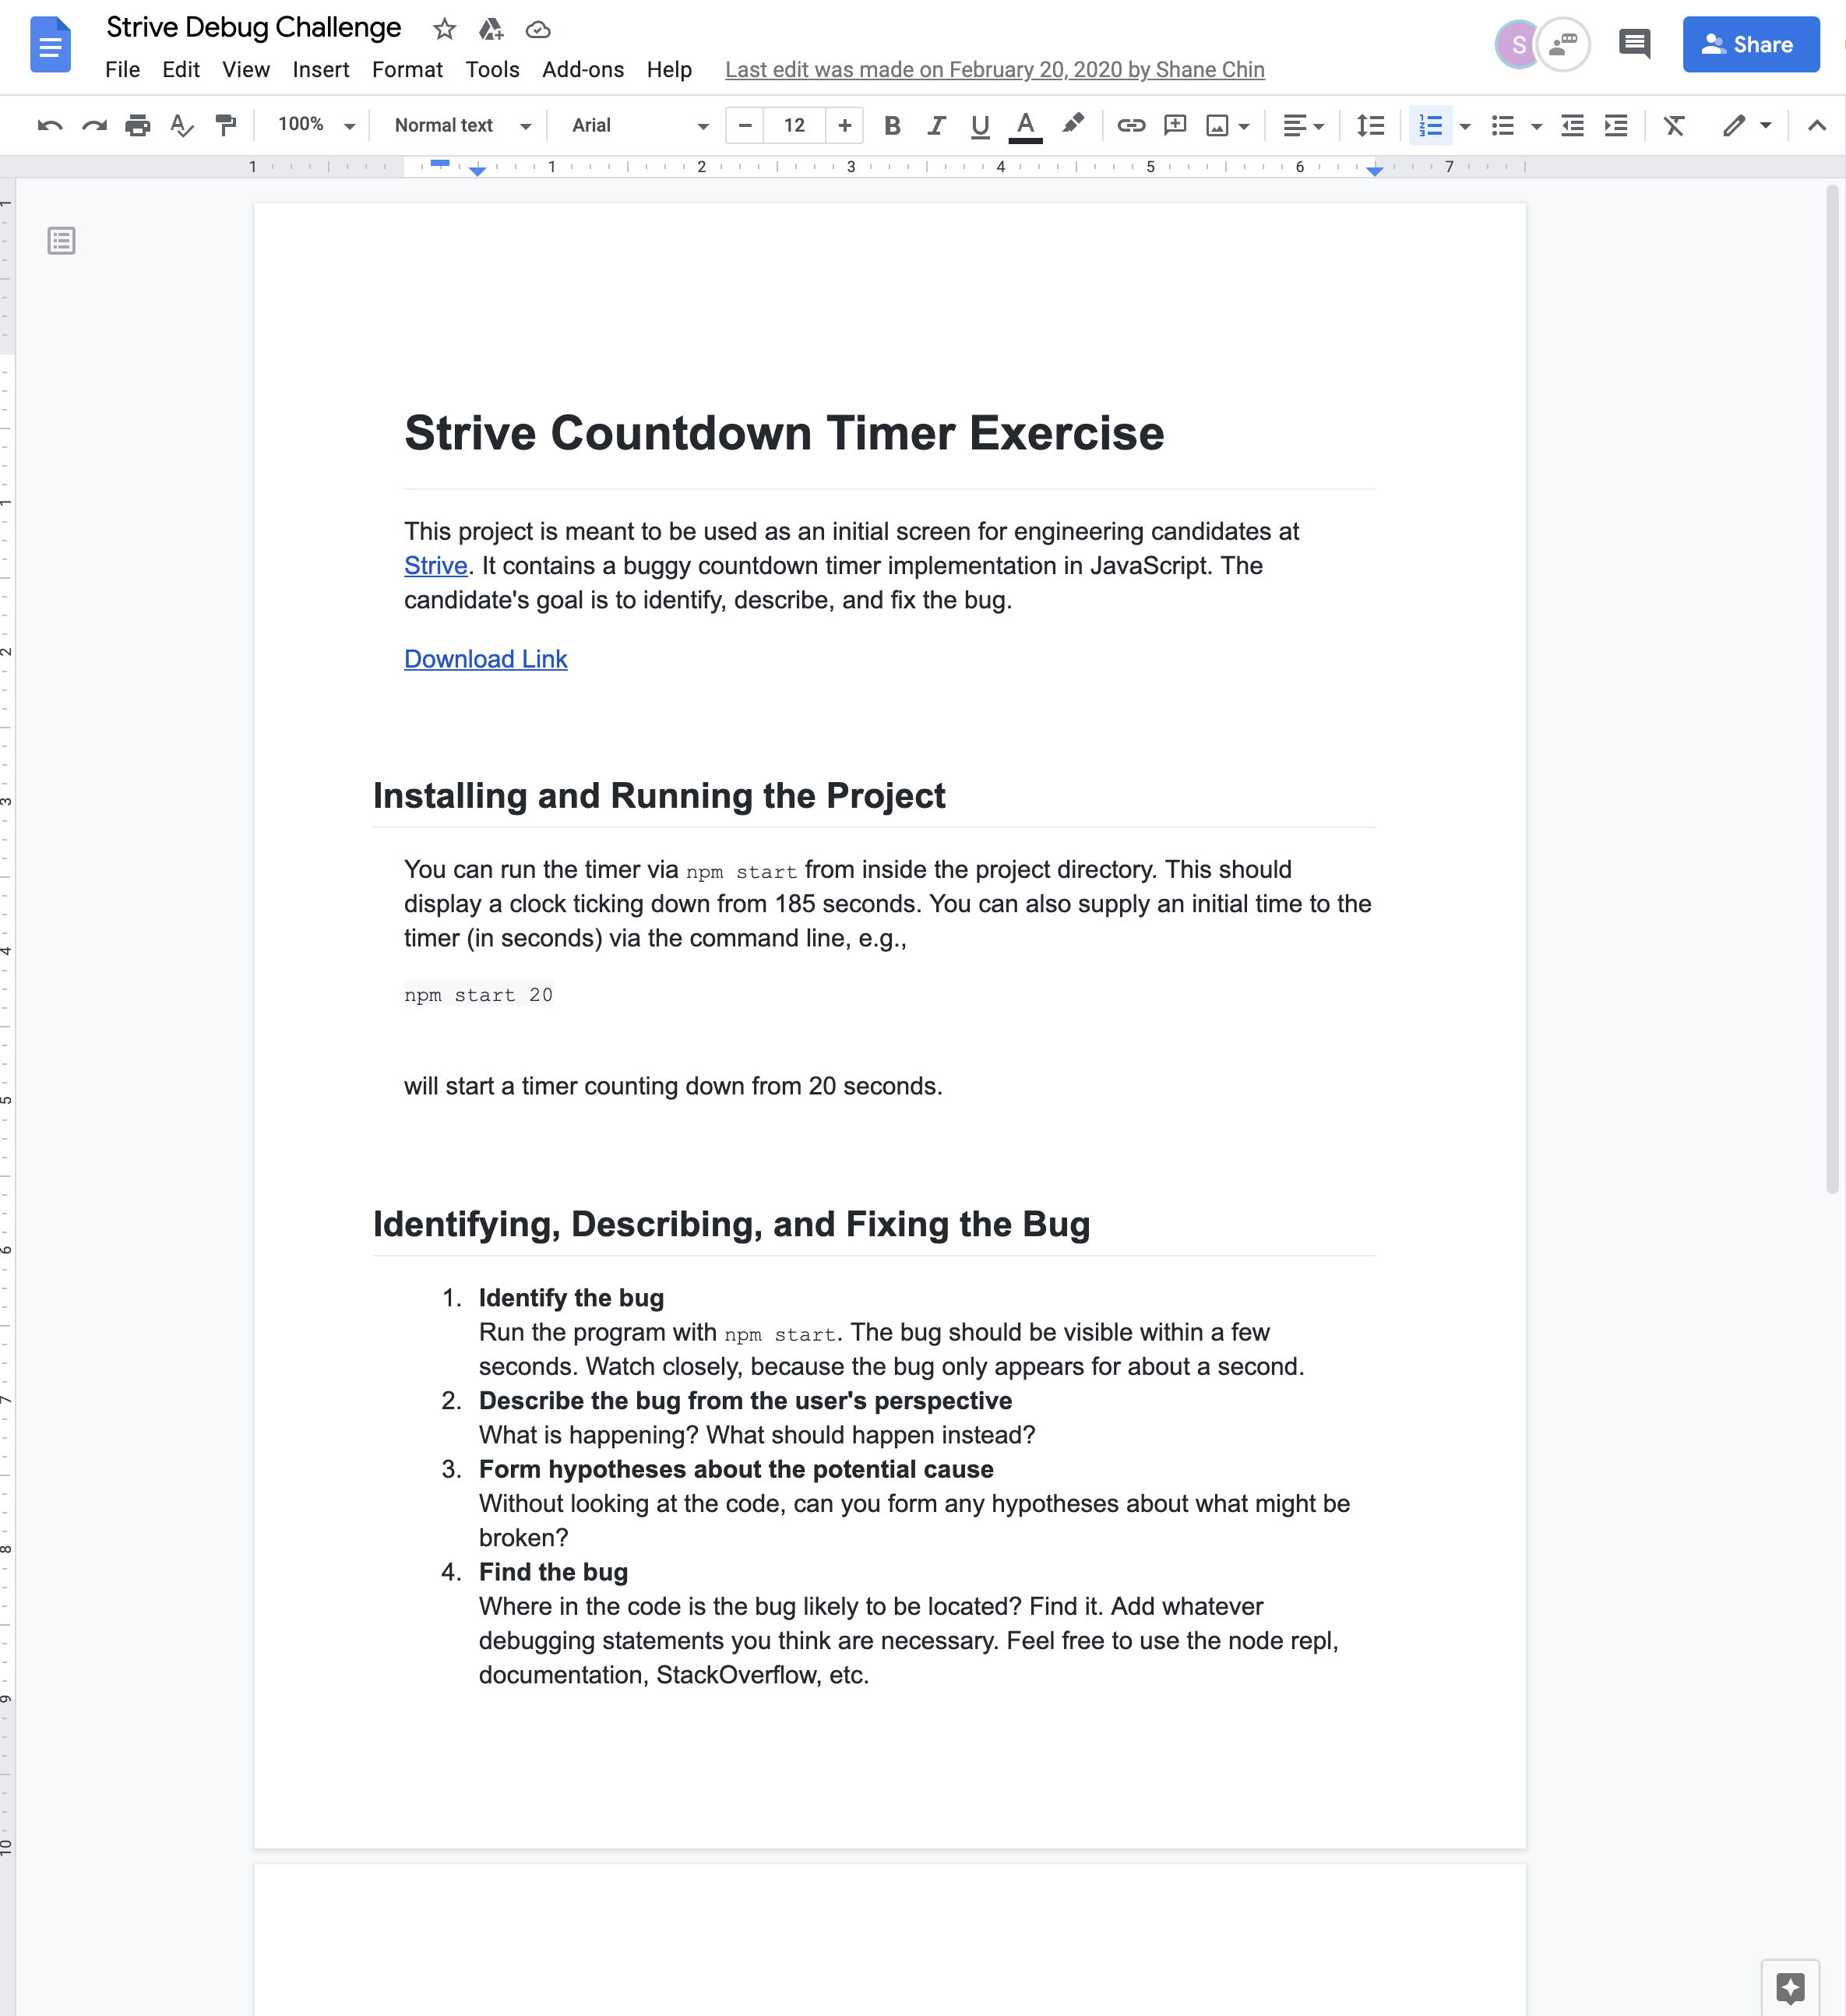 Strive Debug Challenge
S
Share
File Edit View Insert Format Tools Add-ons Help Last edit was made on February 20, 2020 by Shane Chin
100% Normal text Arial 12 B I U A
1 1 2 3 4 5 6 7
Strive Countdown Timer Exercise
This project is meant to be used as an initial screen for engineering candidates at
Strive. It contains a buggy countdown timer implementation in JavaScript. The
candidate's goal is to identify, describe, and fix the bug.
Download Link
Installing and Running the Project
You can run the timer via npm start from inside the project directory. This should
display a clock ticking down from 185 seconds. You can also supply an initial time to the
timer (in seconds) via the command line, e.g.,
npm start 20
will start a timer counting down from 20 seconds.
Identifying, Describing, and Fixing the Bug
1. Identify the bug
Run the program with npm start. The bug should be visible within a few
seconds. Watch closely, because the bug only appears for about a second.
2. Describe the bug from the user's perspective
What is happening? What should happen instead?
3. Form hypotheses about the potential cause
Without looking at the code, can you form any hypotheses about what might be
broken?
4. Find the bug
Where in the code is the bug likely to be located? Find it. Add whatever
debugging statements you think are necessary. Feel free to use the node repl,
documentation, StackOverflow, etc.
1
1
2
3
4
5
6
7
8
9
10